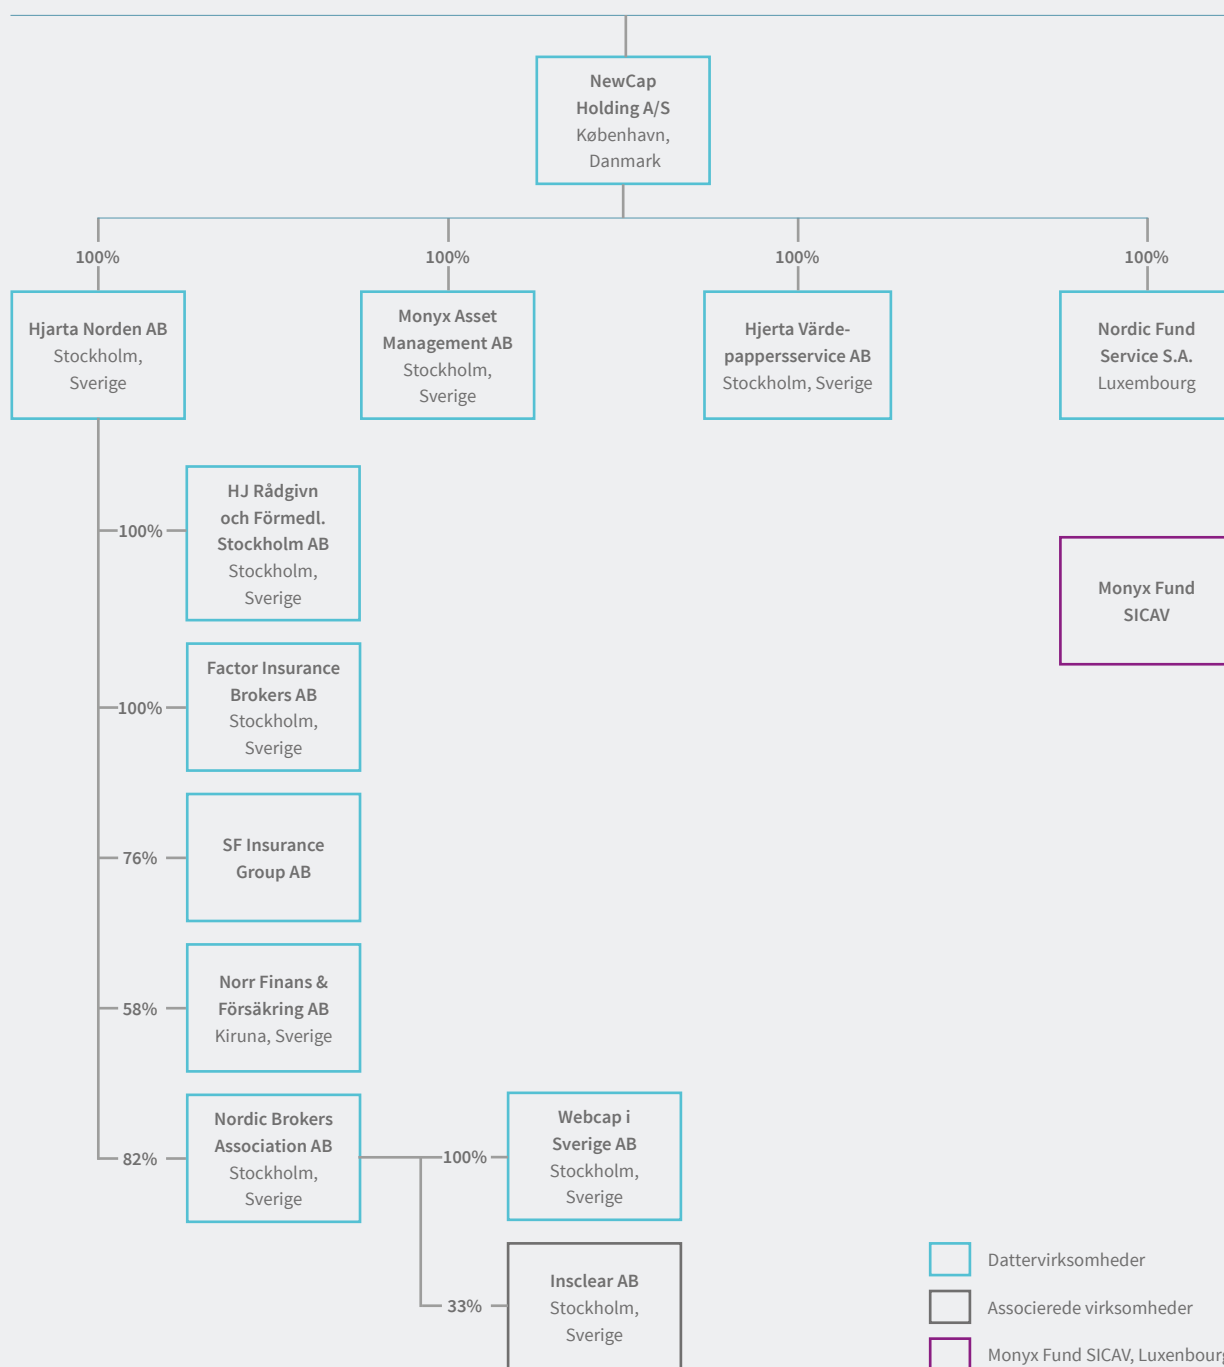 NewCap
Holding A/S
København,
Danmark
100%
100%
100%
100%
Hjarta Norden AB
Stockholm,
Sverige
Monyx Asset
Management AB
Stockholm,
Sverige
Hjerta Värde-
pappersservice AB
Stockholm, Sverige
Nordic Fund
Service S.A.
Luxembourg
100%
HJ Rådgivn
och Förmedl.
Stockholm AB
Stockholm,
Sverige
Monyx Fund
SICAV
100%
Factor Insurance
Brokers AB
Stockholm,
Sverige
76%
SF Insurance
Group AB
58%
Norr Finans &
Försäkring AB
Kiruna, Sverige
82%
Nordic Brokers
Association AB
Stockholm,
Sverige
100%
Webcap i
Sverige AB
Stockholm,
Sverige
33%
Insclear AB
Stockholm,
Sverige
Dattervirksomheder
Associerede virksomheder
Monyx Fund SICAV, Luxenbourg